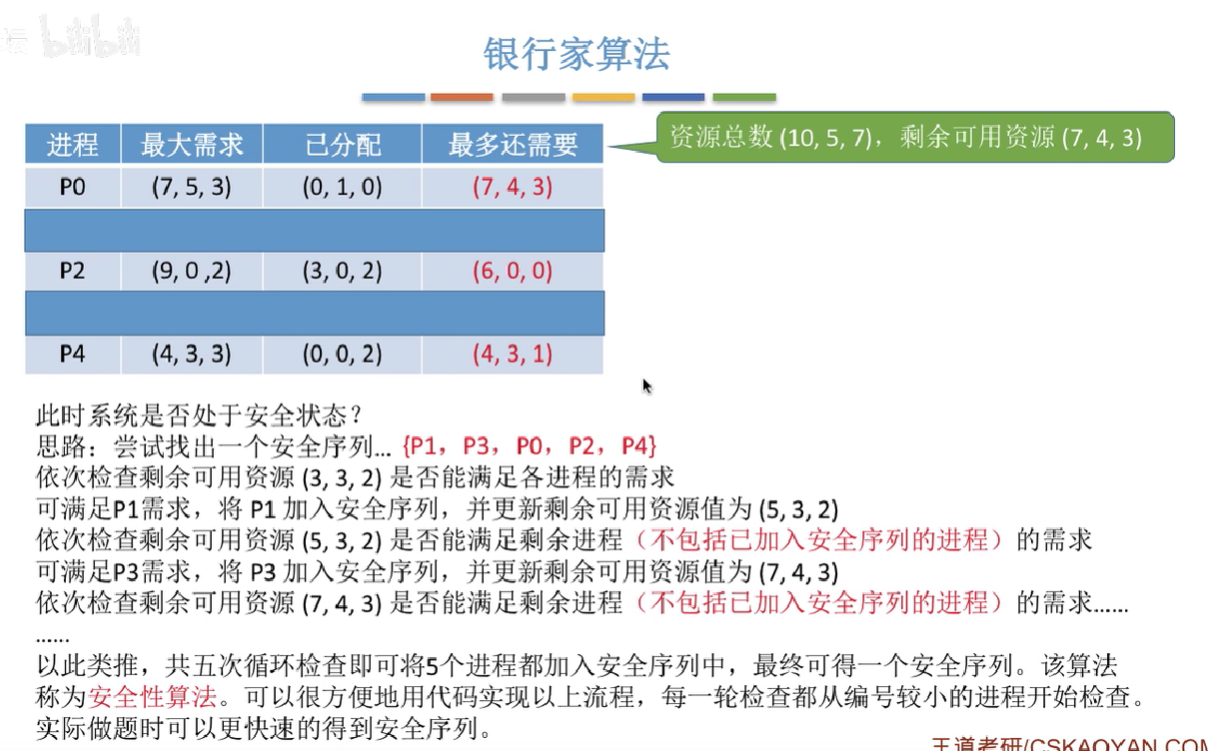 bilibili
银行家算法
资源总数 (10, 5, 7)，剩余可用资源 (7, 4, 3)
进程 最大需求 已分配 最多还需要
P0 (7, 5, 3) (0, 1, 0) (7, 4, 3)
P2 (9, 0 ,2) (3, 0, 2) (6, 0, 0)
P4 (4, 3, 3) (0, 0, 2) (4, 3, 1)
此时系统是否处于安全状态？
思路：尝试找出一个安全序列... {P1，P3，P0，P2，P4}
依次检查剩余可用资源 (3, 3, 2) 是否能满足各进程的需求
可满足P1需求，将 P1 加入安全序列，并更新剩余可用资源值为 (5, 3, 2)
依次检查剩余可用资源 (5, 3, 2) 是否能满足剩余进程（不包括已加入安全序列的进程）的需求
可满足P3需求，将 P3 加入安全序列，并更新剩余可用资源值为 (7, 4, 3)
依次检查剩余可用资源 (7, 4, 3) 是否能满足剩余进程（不包括已加入安全序列的进程）的需求......
......
以此类推，共五次循环检查即可将5个进程都加入安全序列中，最终可得一个安全序列。该算法
称为安全性算法。可以很方便地用代码实现以上流程，每一轮检查都从编号较小的进程开始检查。
实际做题时可以更快速的得到安全序列。
王道考研/CSKAOYAN.COM